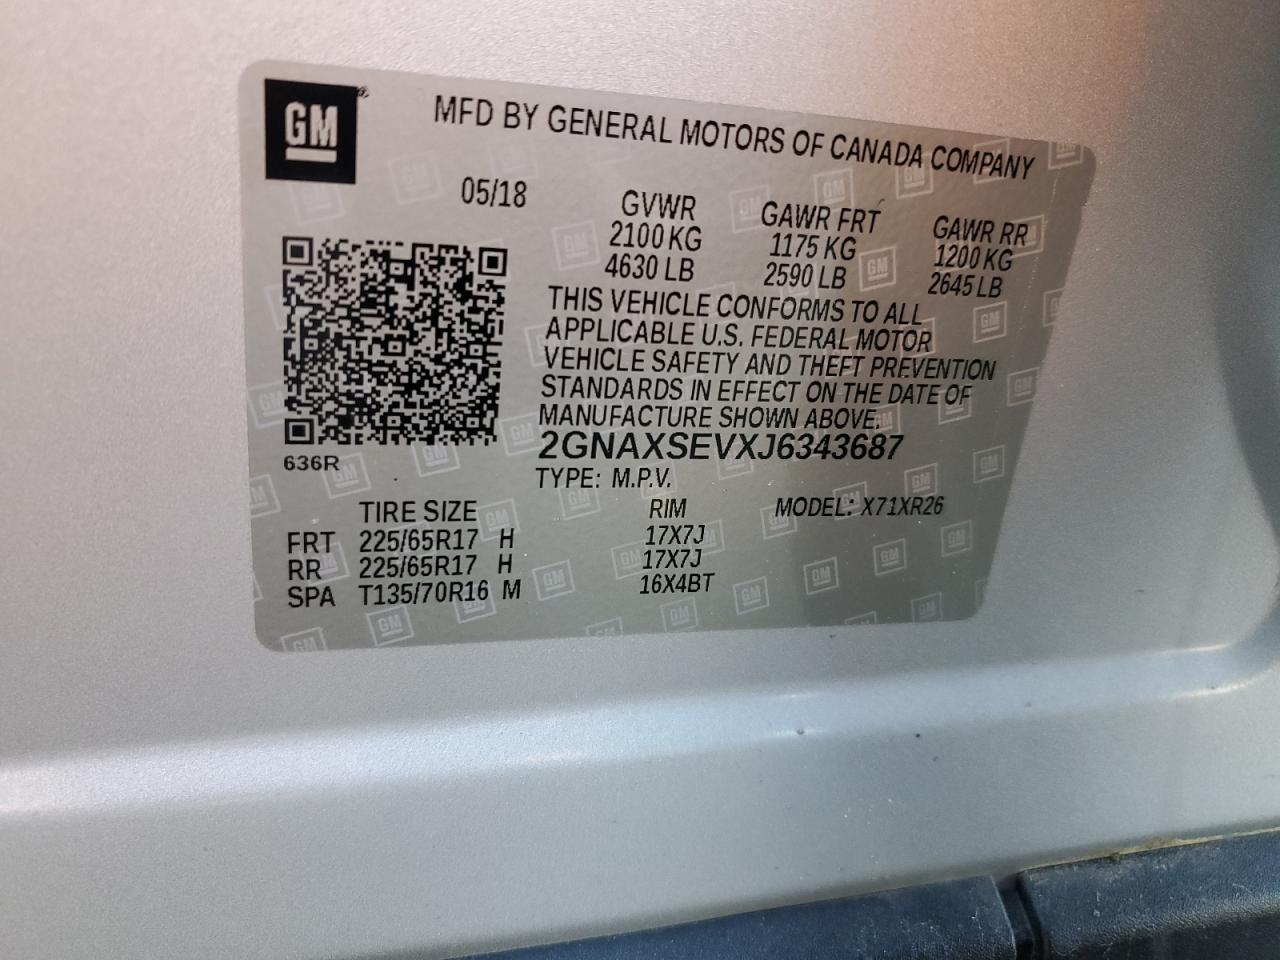 GM
MFD BY GENERAL MOTORS OF CANADA COMPANY
05/18 GVWR GAWR FRT GAWR RR
2100 KG 1175 KG 1200 KG
4630 LB 2590 LB 2645 LB
THIS VEHICLE CONFORMS TO ALL
APPLICABLE U.S. FEDERAL MOTOR
VEHICLE SAFETY AND THEFT PREVENTION
STANDARDS IN EFFECT ON THE DATE OF
MANUFACTURE SHOWN ABOVE.
2GNAXSEVXJ6343687
636R
TYPE: M.P.V.
TIRE SIZE RIM MODEL: X71XR26
FRT 225/65R17 H 17X7J
RR 225/65R17 H 17X7J
SPA T135/70R16 M 16X4BT